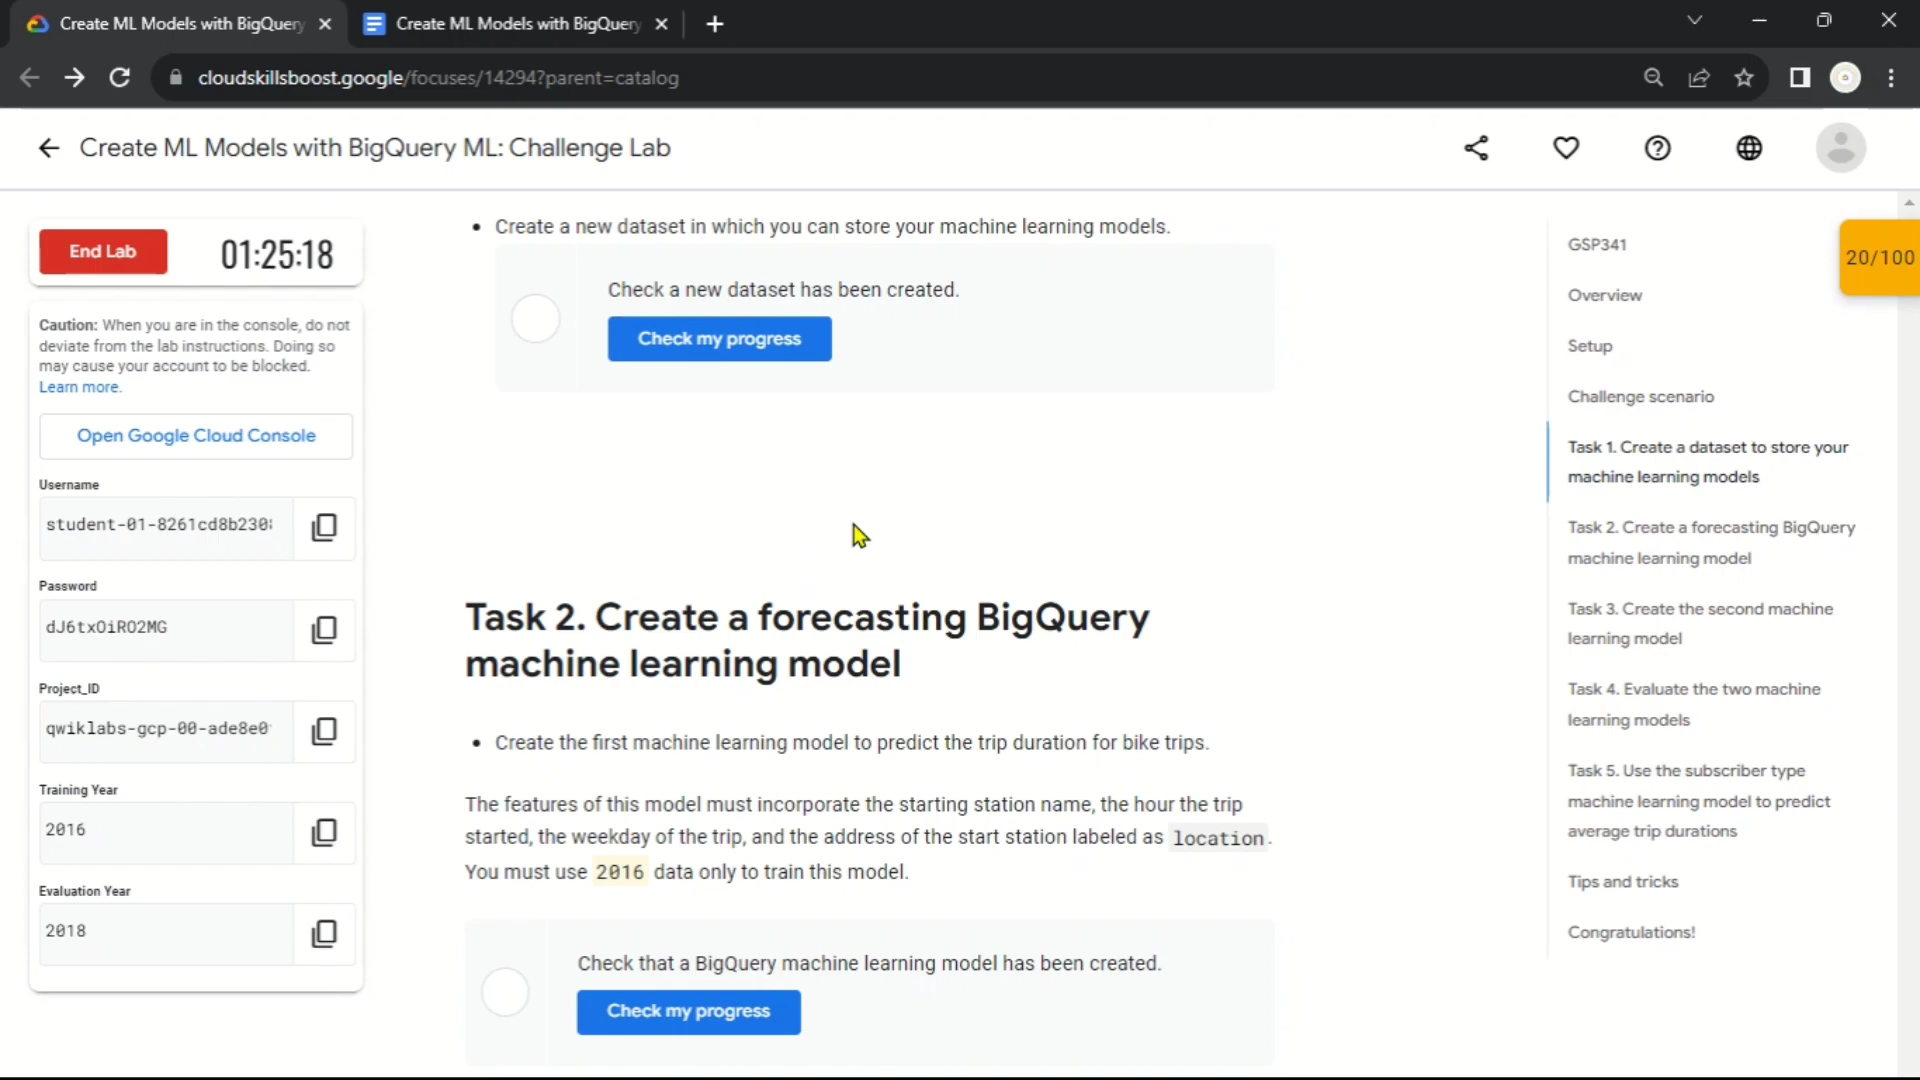 Create ML Models with BigQuery
Create ML Models with BigQuery
cloudskillsboost.google/focuses/14294?parent=catalog
Create ML Models with BigQuery ML: Challenge Lab
End Lab
01:25:18
Caution: When you are in the console, do not
deviate from the lab instructions. Doing so
may cause your account to be blocked.
Learn more.
Open Google Cloud Console
Username
student-01-8261cd8b230
Password
dJ6txOiRO2MG
Project_ID
qwiklabs-gcp-00-ade8e0
Training Year
2016
Evaluation Year
2018
Create a new dataset in which you can store your machine learning models.
Check a new dataset has been created.
Check my progress
Task 2. Create a forecasting BigQuery
machine learning model
Create the first machine learning model to predict the trip duration for bike trips.
The features of this model must incorporate the starting station name, the hour the trip
started, the weekday of the trip, and the address of the start station labeled as location.
You must use 2016 data only to train this model.
Check that a BigQuery machine learning model has been created.
Check my progress
GSP341
Overview
Setup
Challenge scenario
Task 1. Create a dataset to store your
machine learning models
Task 2. Create a forecasting BigQuery
machine learning model
Task 3. Create the second machine
learning model
Task 4. Evaluate the two machine
learning models
Task 5. Use the subscriber type
machine learning model to predict
average trip durations
Tips and tricks
Congratulations!
20/100